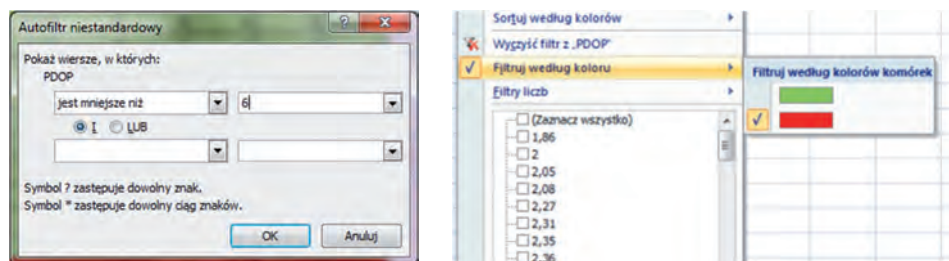 Autofiltr niestandardowy
Pokaż wiersze, w których:
PDOP
jest mniejsze niż
6
I LUB
Symbol ? zastępuje dowolny znak.
Symbol * zastępuje dowolny ciąg znaków.
OK Anuluj
Sortuj według kolorów
Wyczyść filtr z „PDOP"
Filtruj według koloru
Filtry liczb
(Zaznacz wszystko)
1,86
2
2,05
2,08
2,27
2,31
2,35
2,36
Filtruj według kolorów komórek